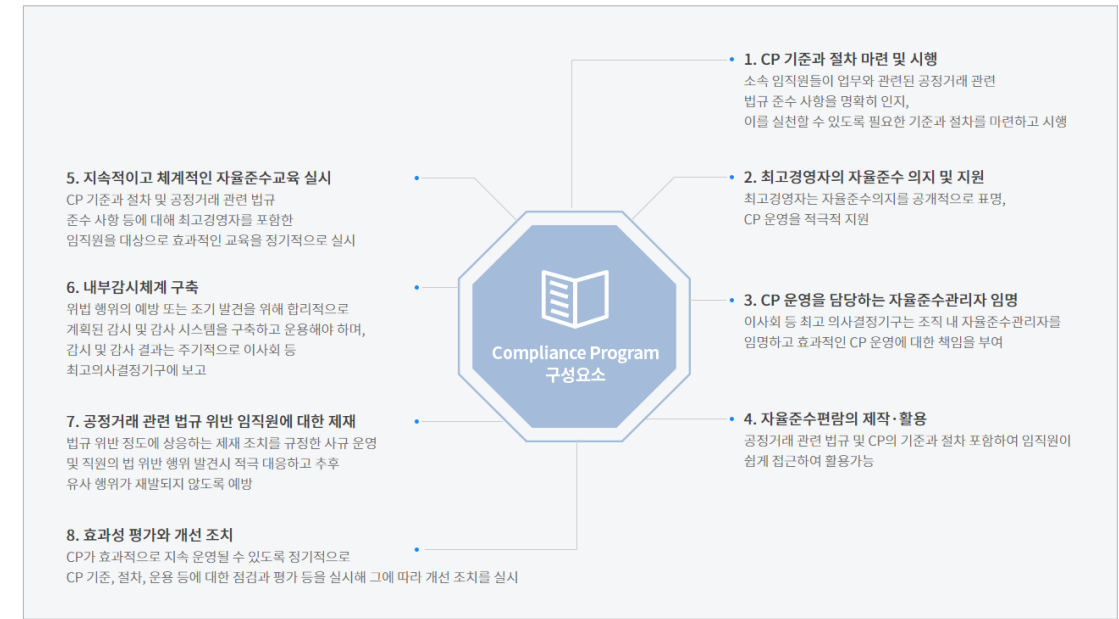 1. CP 기준과 절차 마련 및 시행
소속 임직원들이 업무와 관련된 공정거래 관련
법규 준수 사항을 명확히 인지,
이를 실천할 수 있도록 필요한 기준과 절차를 마련하고 시행
2. 최고경영자의 자율준수 의지 및 지원
최고경영자는 자율준수의지를 공개적으로 표명,
CP 운영을 적극적 지원
3. CP 운영을 담당하는 자율준수관리자 임명
이사회 등 최고 의사결정기구는 조직 내 자율준수관리자를
임명하고 효과적인 CP 운영에 대한 책임을 부여
4. 자율준수편람의 제작·활용
공정거래 관련 법규 및 CP의 기준과 절차 포함하여 임직원이
쉽게 접근하여 활용가능
5. 지속적이고 체계적인 자율준수교육 실시
CP 기준과 절차 및 공정거래 관련 법규
준수 사항 등에 대해 최고경영자를 포함한
임직원을 대상으로 효과적인 교육을 정기적으로 실시
6. 내부감시체계 구축
위법 행위의 예방 또는 조기 발견을 위해 합리적으로
계획된 감시 및 감사 시스템을 구축하고 운용해야 하며,
감시 및 감사 결과는 주기적으로 이사회 등
최고의사결정기구에 보고
7. 공정거래 관련 법규 위반 임직원에 대한 제재
법규 위반 정도에 상응하는 제재 조치를 규정한 사규 운영
및 직원의 법 위반 행위 발견시 적극 대응하고 추후
유사 행위가 재발되지 않도록 예방
8. 효과성 평가와 개선 조치
CP가 효과적으로 지속 운영될 수 있도록 정기적으로
CP 기준, 절차, 운용 등에 대한 점검과 평가 등을 실시해 그에 따라 개선 조치를 실시
Compliance Program
구성요소